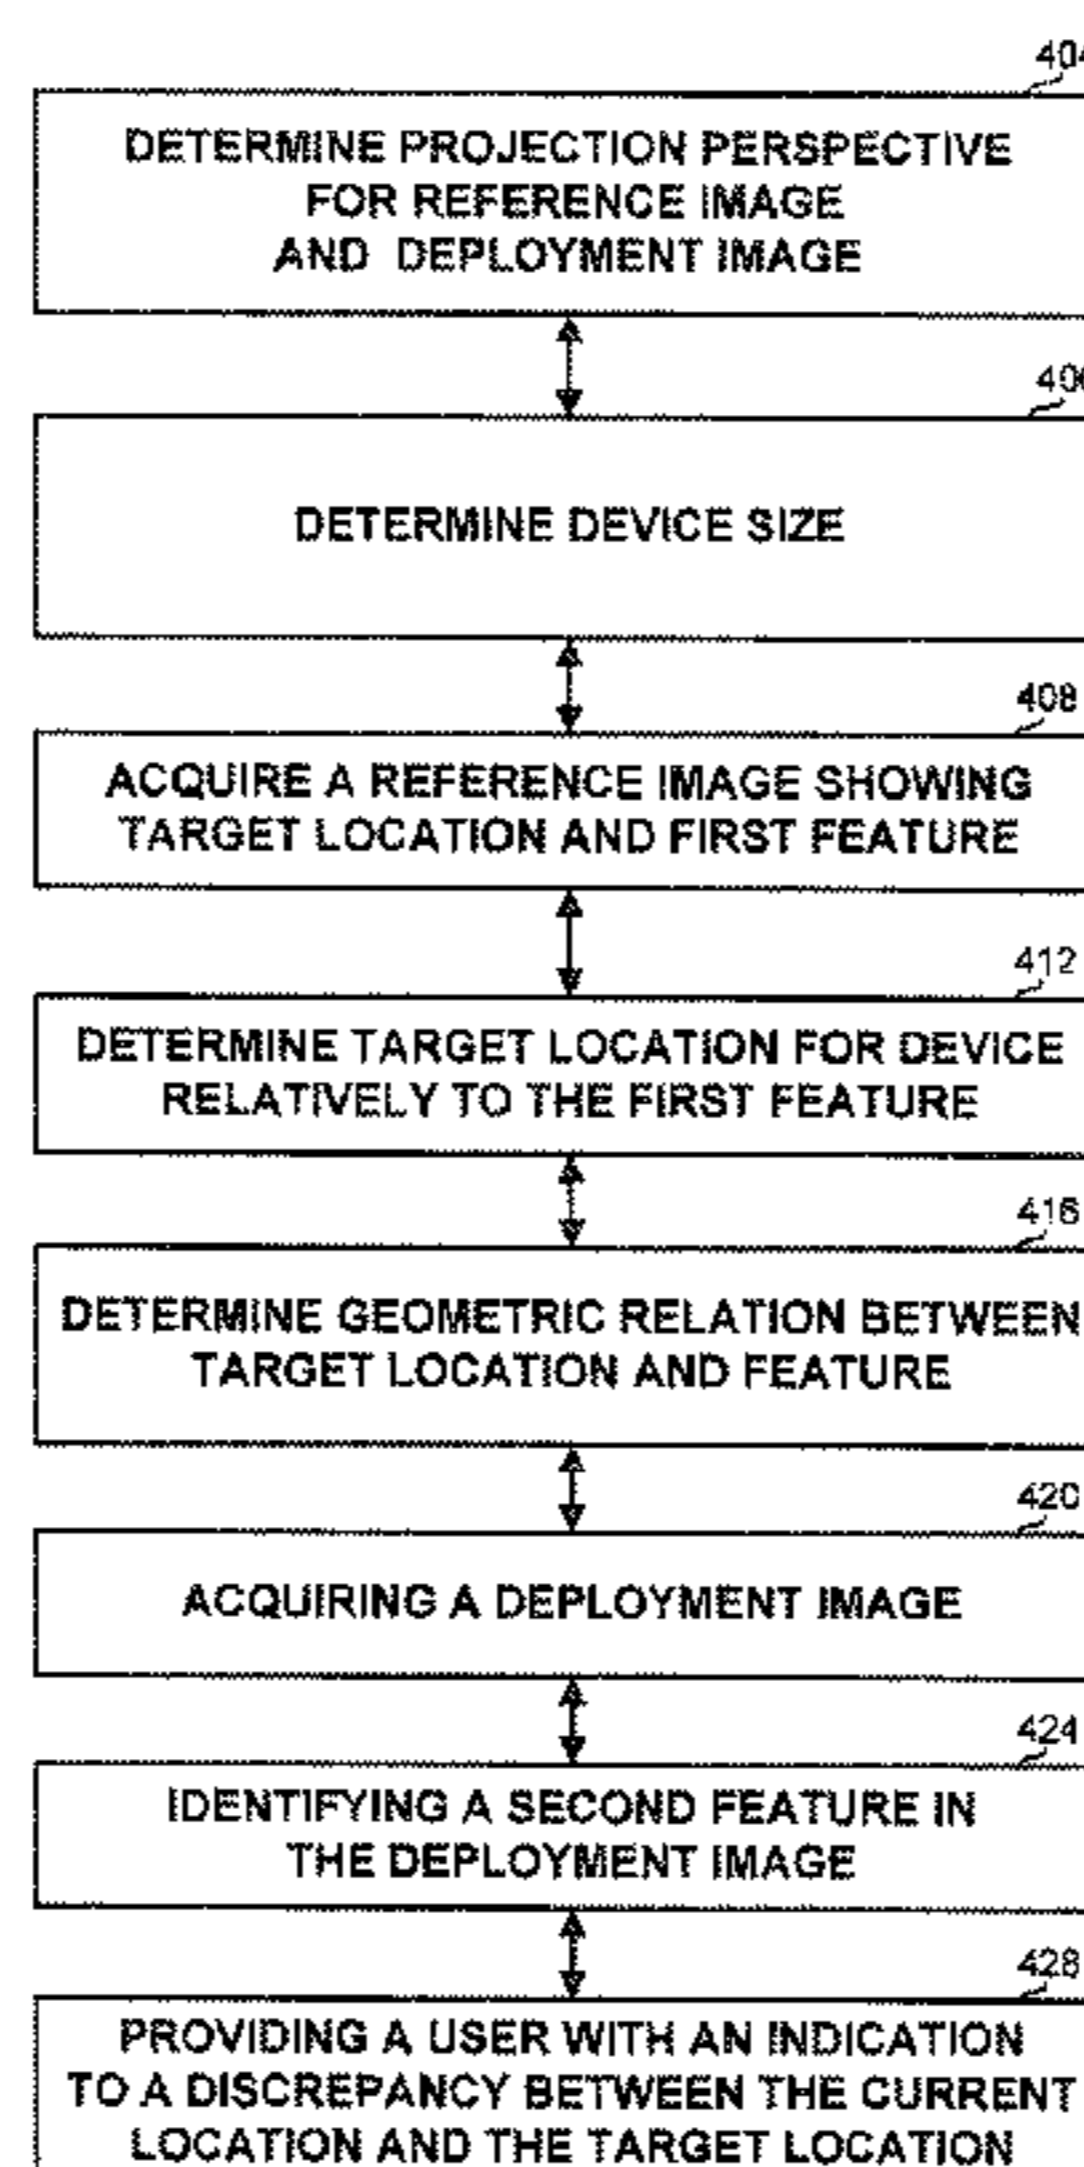 404
DETERMINE PROJECTION PERSPECTIVE
FOR REFERENCE IMAGE
AND DEPLOYMENT IMAGE
DETERMINE DEVICE SIZE
408
ACQUIRE A REFERENCE IMAGE SHOWING
TARGET LOCATION AND FIRST FEATURE
412
DETERMINE TARGET LOCATION FOR DEVICE
RELATIVELY TO THE FIRST FEATURE
416
DETERMINE GEOMETRIC RELATION BETWEEN
TARGET LOCATION AND FEATURE
420
ACQUIRING A DEPLOYMENT IMAGE
424
IDENTIFYING A SECOND FEATURE IN
THE DEPLOYMENT IMAGE
428
PROVIDING A USER WITH AN INDICATION
TO A DISCREPANCY BETWEEN THE CURRENT
LOCATION AND THE TARGET LOCATION